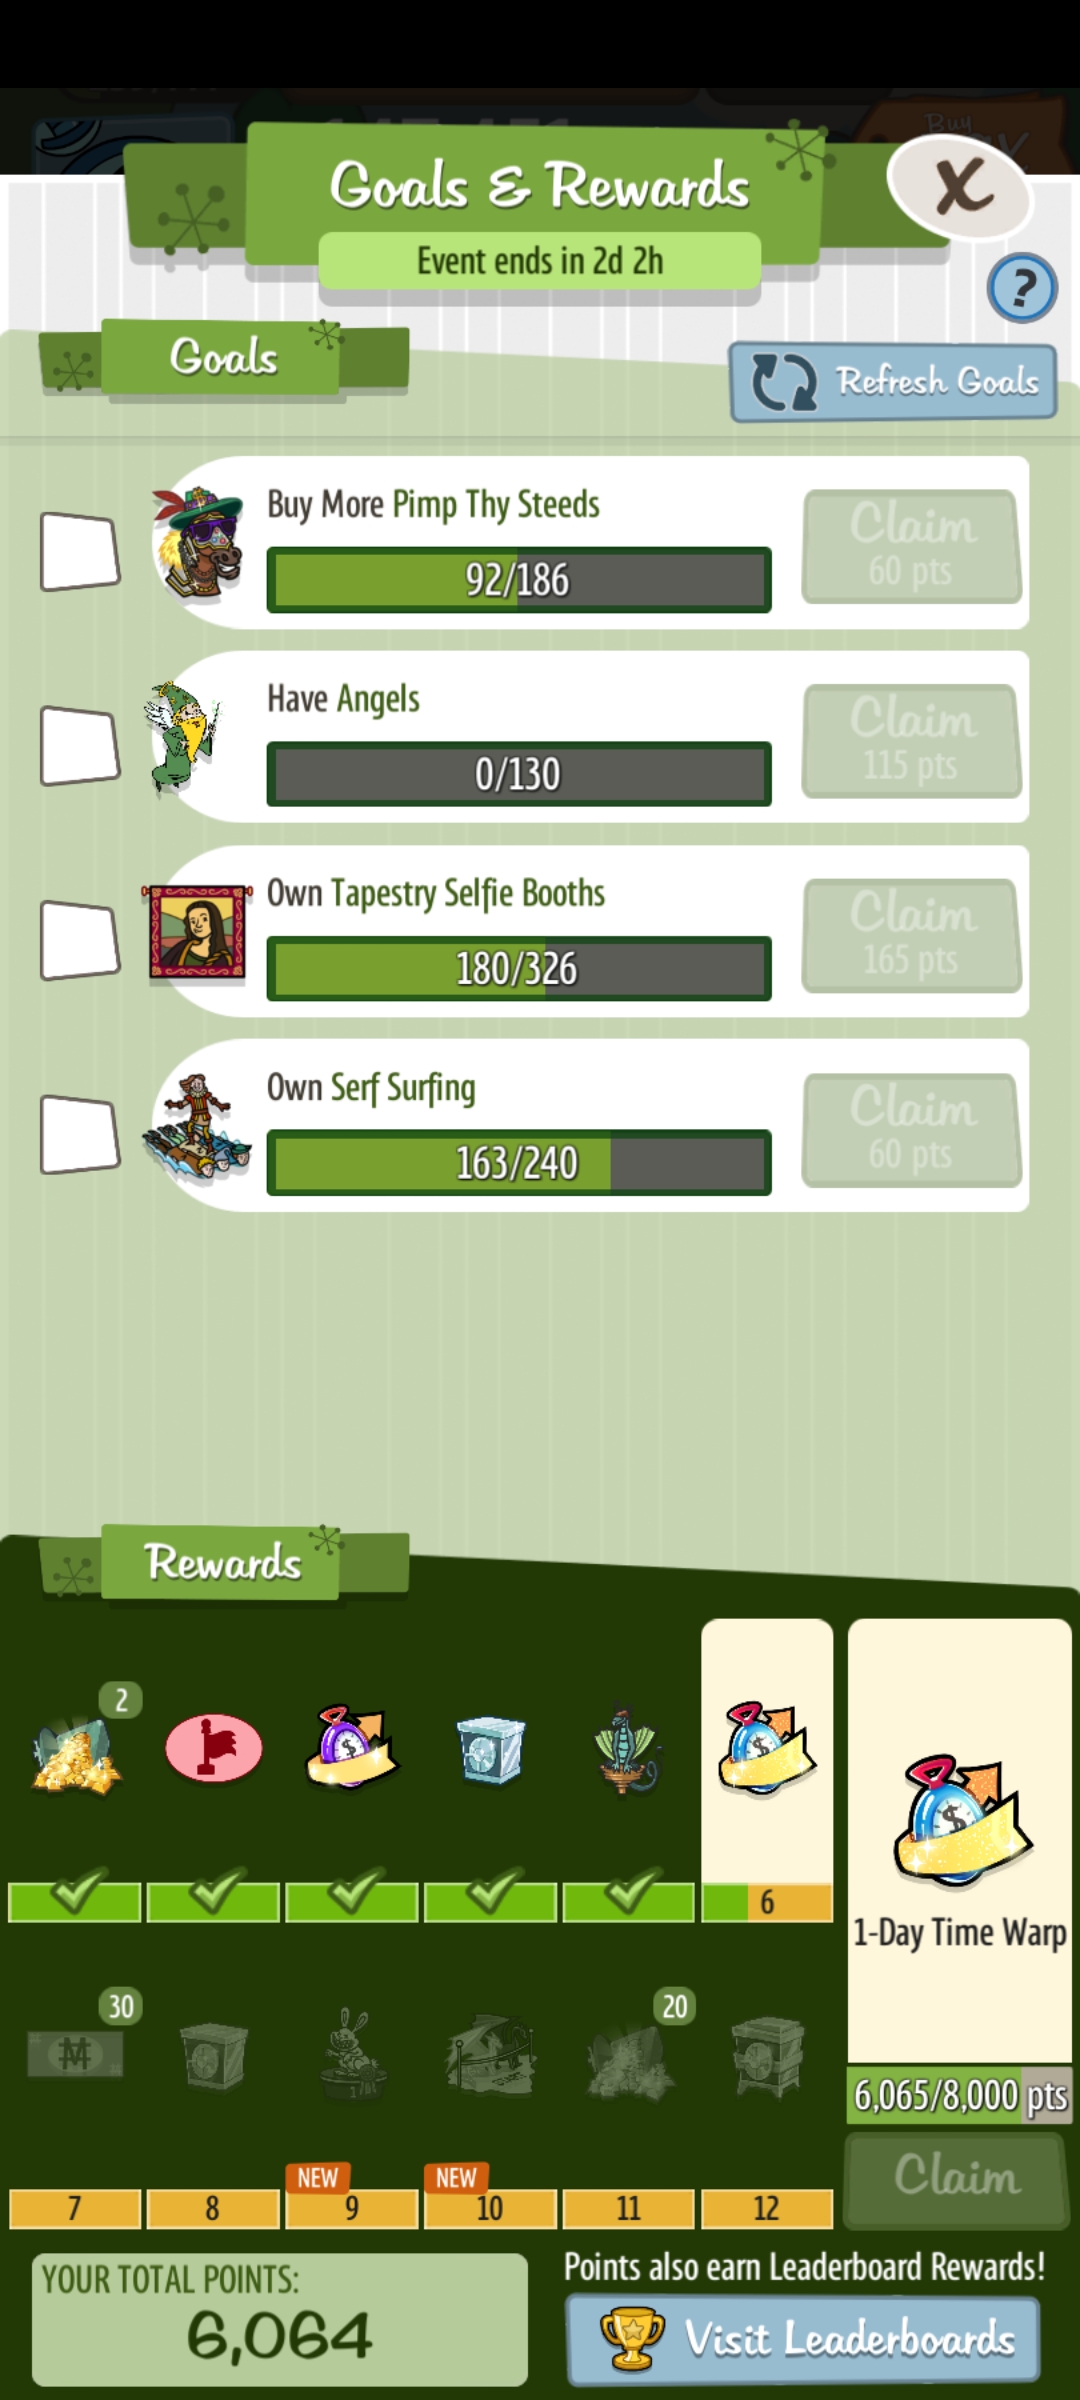 Buy
Goals & Rewards
X
Event ends in 2d 2h
?
Goals
Refresh Goals
Buy More Pimp Thy Steeds
92/186
Claim
60 pts
Have Angels
0/130
Claim
115 pts
Own Tapestry Selfie Booths
180/326
Claim
165 pts
Own Serf Surfing
163/240
Claim
60 pts
Rewards
2
6
1-Day Time Warp
30
20
6,065/8,000 pts
Claim
NEW
NEW
7
8
9
10
11
12
YOUR TOTAL POINTS:
6,064
Points also earn Leaderboard Rewards!
Visit Leaderboards